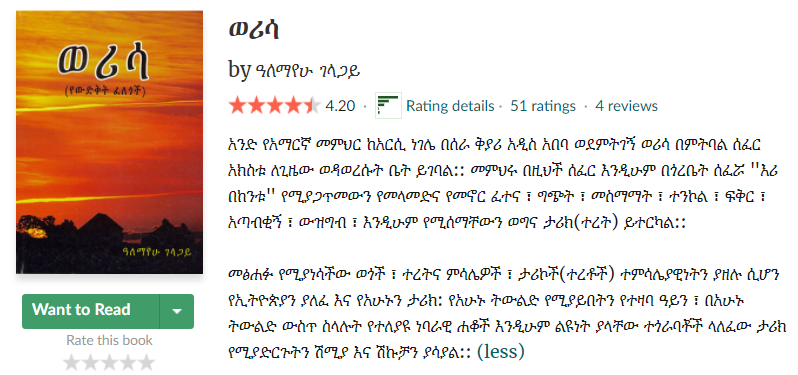 ወሪሳ
(የውድቅት ፈለጎች)
ዓለማየሁ ገላጋይ
Want to Read
Rate this book
ወሪሳ
by ዓለማየሁ ገላጋይ
4.20 · Rating details · 51 ratings · 4 reviews
አንድ የአማርኛ መምህር ከአርሲ ነገሌ በሰራ ቅያሪ አዲስ አበባ ወደምትገኝ ወሪሳ በምትባል ሰፈር
አክስቱ ለጊዜው ወዳወረሱት ቤት ይገባል:: መምህሩ በዚህች ሰፈር እንዲሁም በጎረቤት ሰፈሯ "እሪ
በከንቱ" የሚያጋጥመውን የመላመድና የመኖር ፈተና ፣ ግጭት ፣ መስማማት ፣ ተንኮል ፣ ፍቅር ፣
አጣብቂኝ ፣ ውዝግብ ፣ እንዲሁም የሚሰማቸውን ወግና ታሪክ(ተረት) ይተርካል::
መፅሐፉ የሚያነሳቸው ወጎች ፣ ተረትና ምሳሌዎች ፣ ታሪኮች(ተረቶች) ተምሳሌያዊነትን ያዘሉ ሲሆን
የኢትዮጵያን ያለፈ እና የአሁኑን ታሪክ: የአሁኑ ትውልድ የሚያይበትን የተዛባ ዓይን ፣ በአሁኑ
ትውልድ ውስጥ ስላሉት የተለያዩ ነባራዊ ሐቆች እንዲሁም ልዩነት ያላቸው ተጎራባቾች ላለፈው ታሪክ
የሚያድርጉትን ሽሚያ እና ሽኩቻን ያሳያል:: (less)